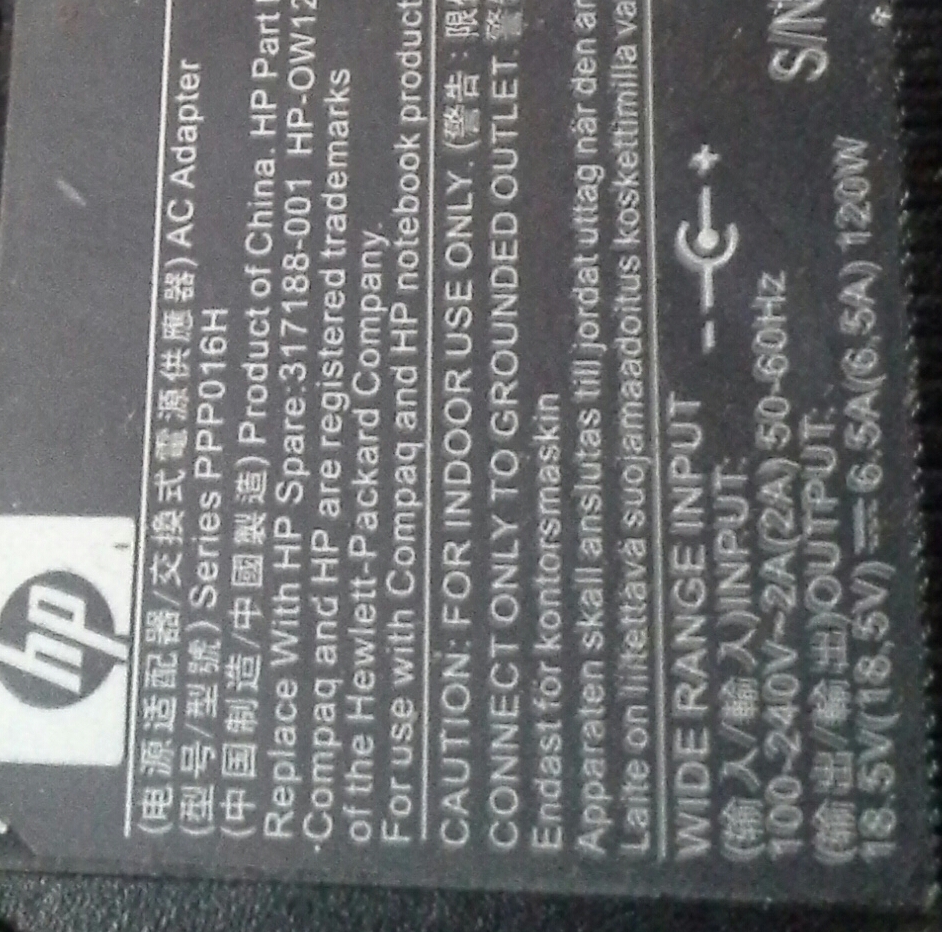 hp
(电源适配器/交換式電源供應器) AC Adapter
(型号/型號) Series PPP016H
(中国制造/中國製造) Product of China. HP Part
Replace With HP Spare:317188-001 HP-OW12
Compaq and HP are registered trademarks
of the Hewlett-Packard Company.
For use with Compaq and HP notebook product
CAUTION: FOR INDOOR USE ONLY. (警告: 限
CONNECT ONLY TO GROUNDED OUTLET. 警
Endast för kontorsmaskin
Apparaten skall anslutas till jordat uttag när den an
Laite on liitettävä suojamaadoitus koskettimilla va
WIDE RANGE INPUT
(输入/輸入)INPUT:
100-240V~2A(2A) 50-60Hz
(输出/輸出)OUTPUT:
18.5V(18.5V) ⎓ 6.5A(6.5A) 120W
- +
S/N